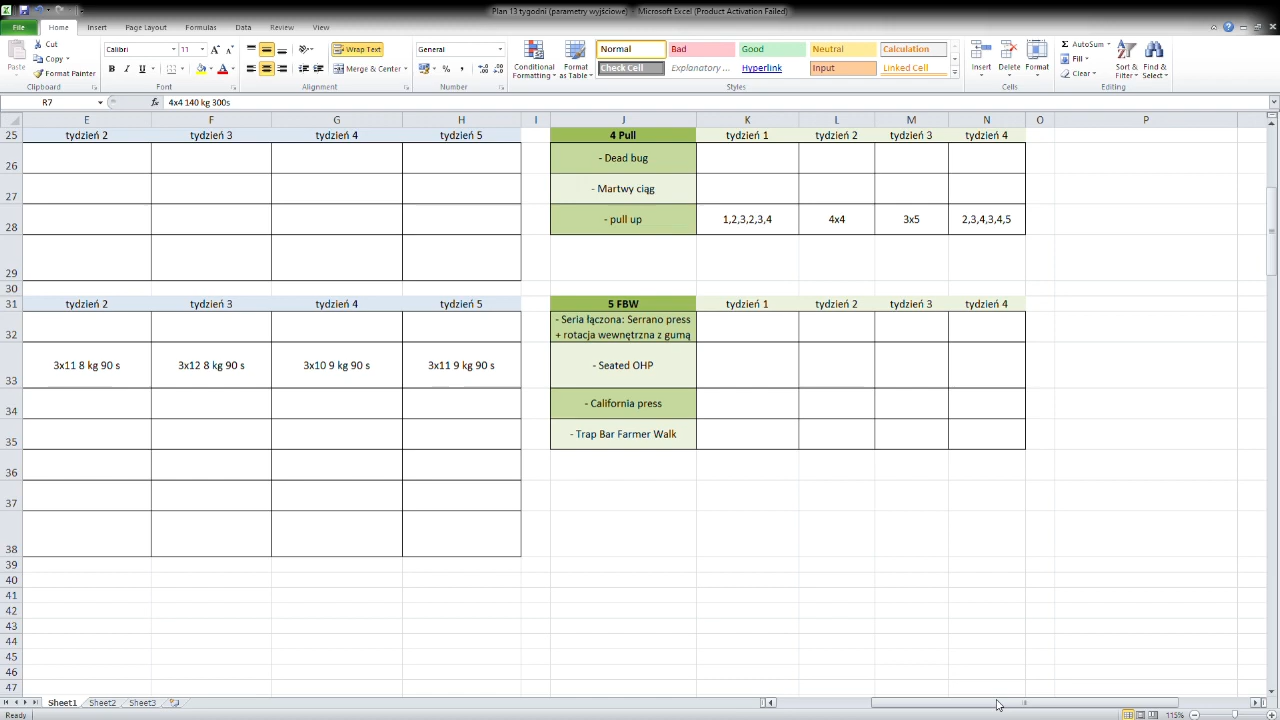 Plan 13 tygodni (parametry wyjściowe) - Microsoft Excel (Product Activation Failed)
File Home Insert Page Layout Formulas Data Review View
Paste
Cut
Copy
Format Painter
Clipboard
Calibri 11
B I U
Font
Wrap Text
Merge & Center
Alignment
General
% ,
Number
Conditional Formatting
Format as Table
Normal Bad Good Neutral Calculation
Check Cell Explanatory ... Hyperlink Input Linked Cell
Styles
Insert Delete Format
Cells
AutoSum
Fill
Clear
Sort & Filter
Find & Select
Editing
R7 fx 4x4 140 kg 300s
E F G H I J K L M N O P
25 tydzień 2 tydzień 3 tydzień 4 tydzień 5 4 Pull tydzień 1 tydzień 2 tydzień 3 tydzień 4
26 - Dead bug
27 - Martwy ciąg
28 - pull up 1,2,3,2,3,4 4x4 3x5 2,3,4,3,4,5
29
30
31 tydzień 2 tydzień 3 tydzień 4 tydzień 5 5 FBW tydzień 1 tydzień 2 tydzień 3 tydzień 4
32 - Seria łączona: Serrano press
+ rotacja wewnętrzna z gumą
33 3x11 8 kg 90 s 3x12 8 kg 90 s 3x10 9 kg 90 s 3x11 9 kg 90 s - Seated OHP
34 - California press
35 - Trap Bar Farmer Walk
36
37
38
39
40
41
42
43
44
45
46
47
Sheet1 Sheet2 Sheet3
Ready 115%